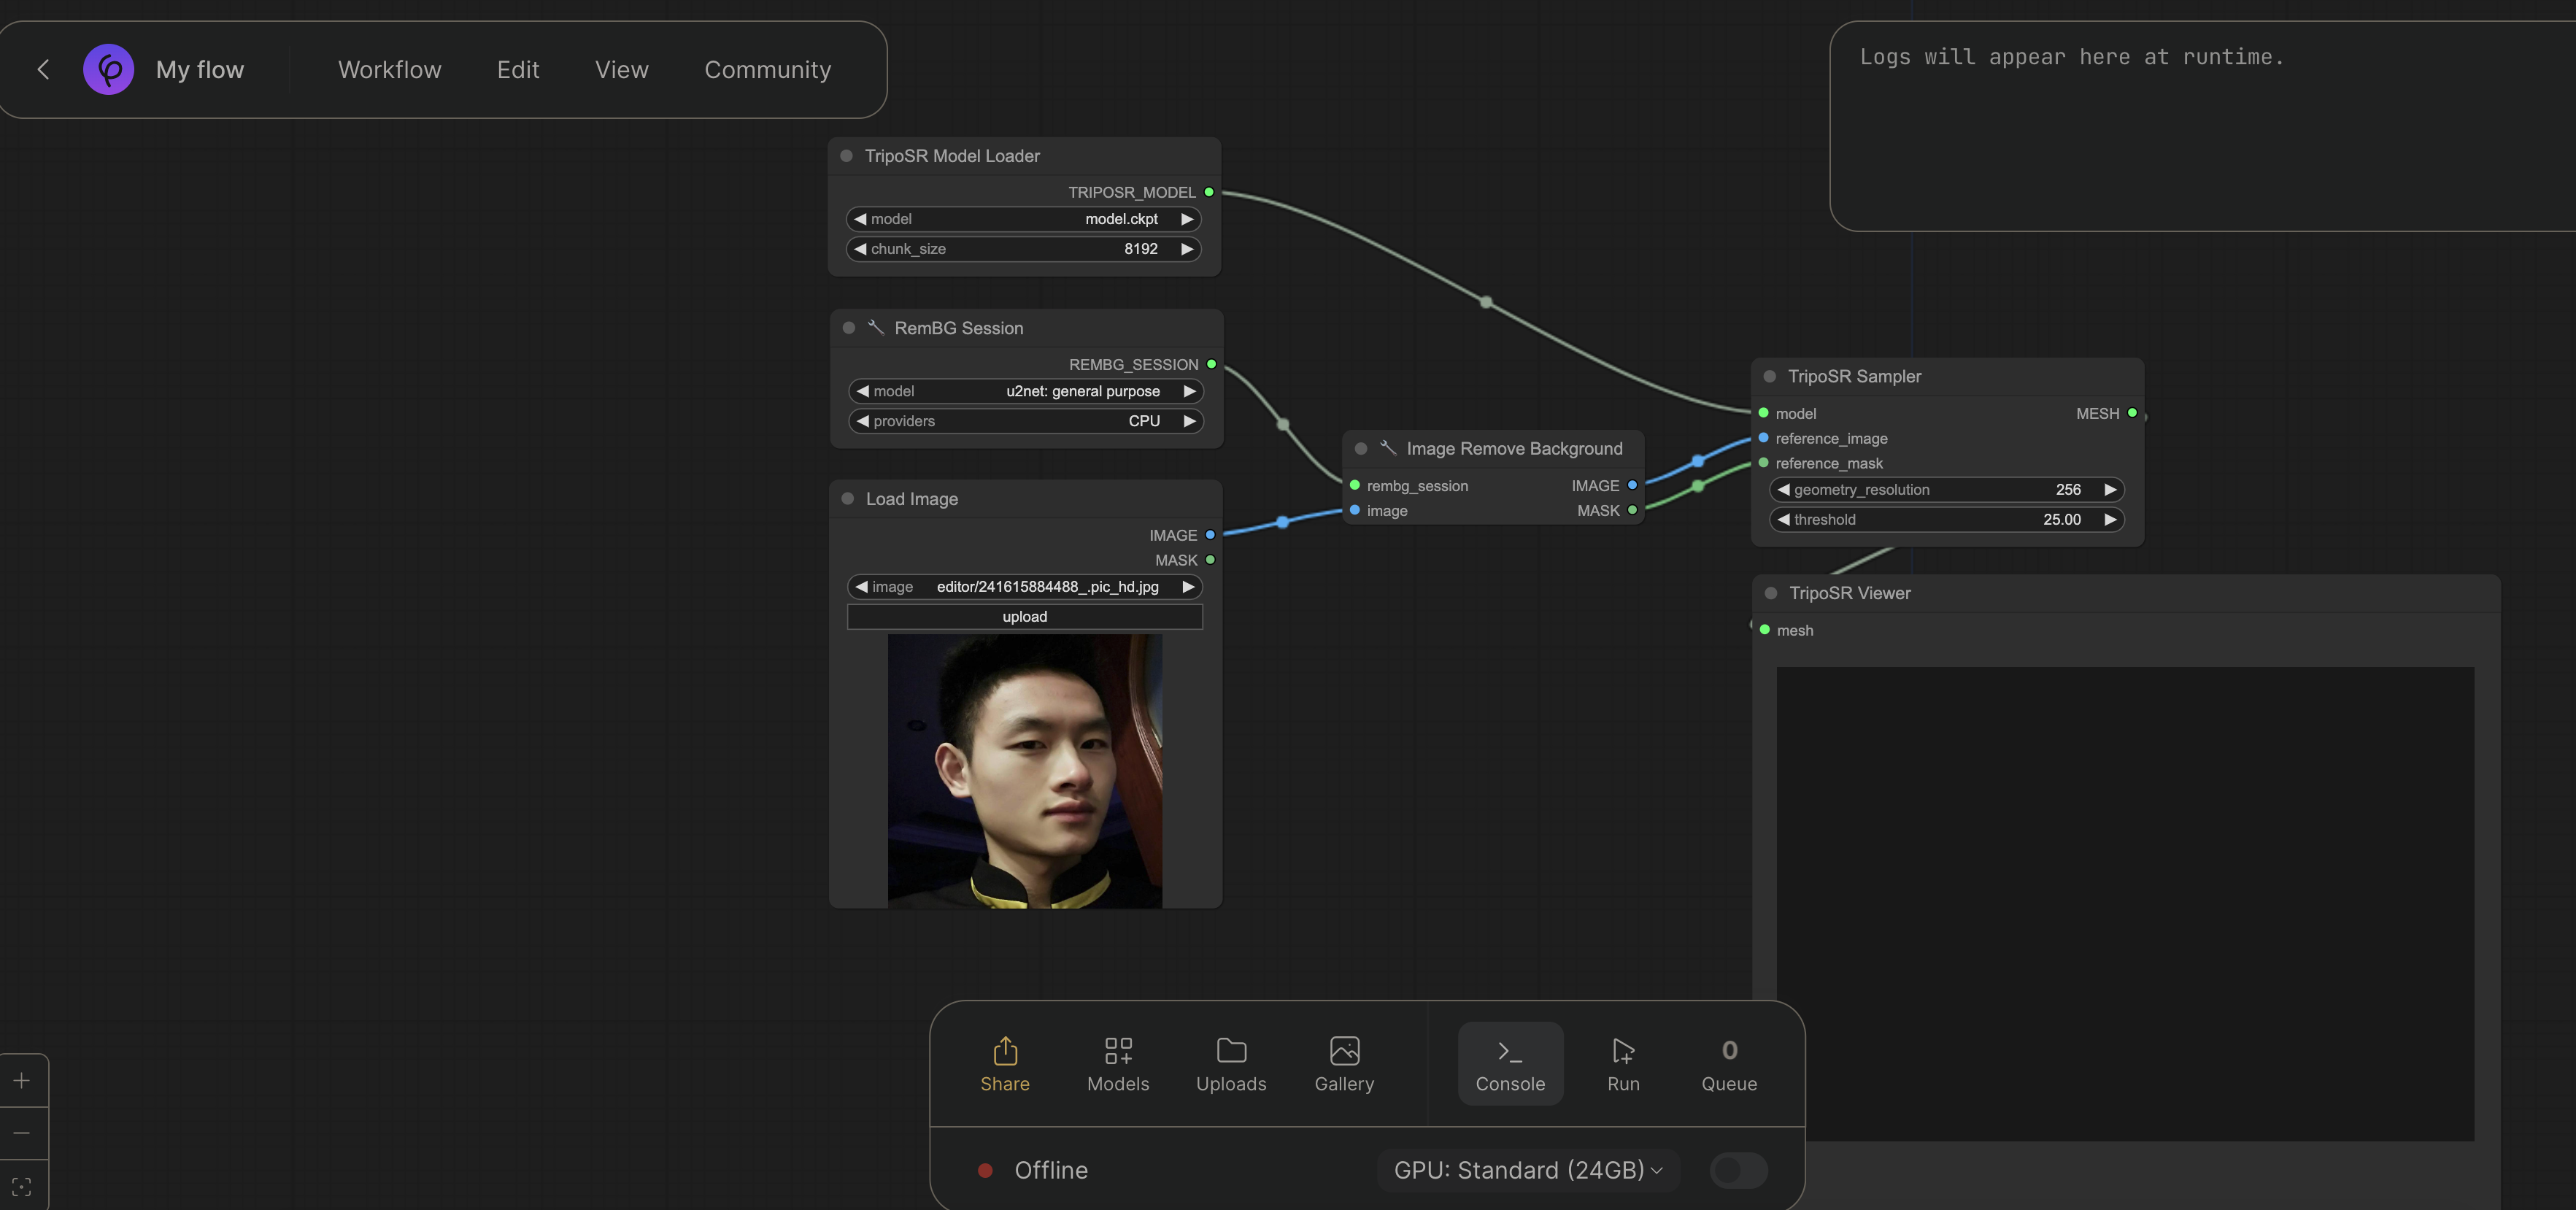 My flow
Workflow
Edit
View
Community
Logs will appear here at runtime.
TripoSR Model Loader
TRIPOSR_MODEL
model model.ckpt
chunk_size 8192
RemBG Session
REMBG_SESSION
model u2net: general purpose
providers CPU
Load Image
IMAGE
MASK
image editor/241615884488_.pic_hd.jpg
upload
Image Remove Background
rembg_session IMAGE
image MASK
TripoSR Sampler
model MESH
reference_image
reference_mask
geometry_resolution 256
threshold 25.00
TripoSR Viewer
mesh
Share
Models
Uploads
Gallery
Console
Run
0
Queue
Offline
GPU: Standard (24GB)